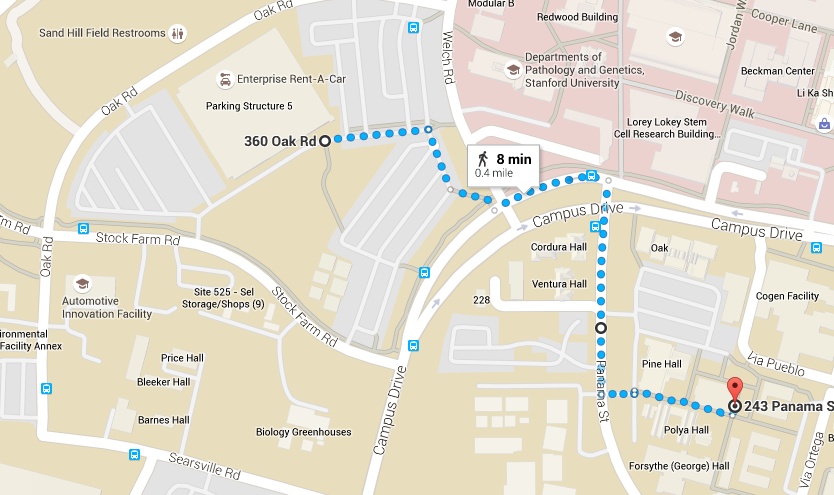 Modular B
Oak Rd
Redwood Building
Jordan W
Cooper Lane
Sand Hill Field Restrooms
Welch Rd
Departments of
Pathology and Genetics,
Stanford University
Beckman Center
Enterprise Rent-A-Car
Li Ka Sh
Oak Rd
Parking Structure 5
Discovery Walk
Lorey Lokey Stem
Cell Research Building...
360 Oak Rd
8 min
0.4 mile
Campus Drive
Campus Drive
rm Rd
Stock Farm Rd
Oak Rd
Cordura Hall
Oak
Ventura Hall
Automotive
Innovation Facility
Site 525 - Sel
Storage/Shops (9)
228
Cogen Facility
Stock Farm Rd
ironmental
Facility Annex
Price Hall
Bleeker Hall
Pine Hall
Via Pueblo
Panama St
Campus Drive
243 Panama S
Barnes Hall
Biology Greenhouses
Polya Hall
Searsville Rd
Forsythe (George) Hall
Via Ortega
B